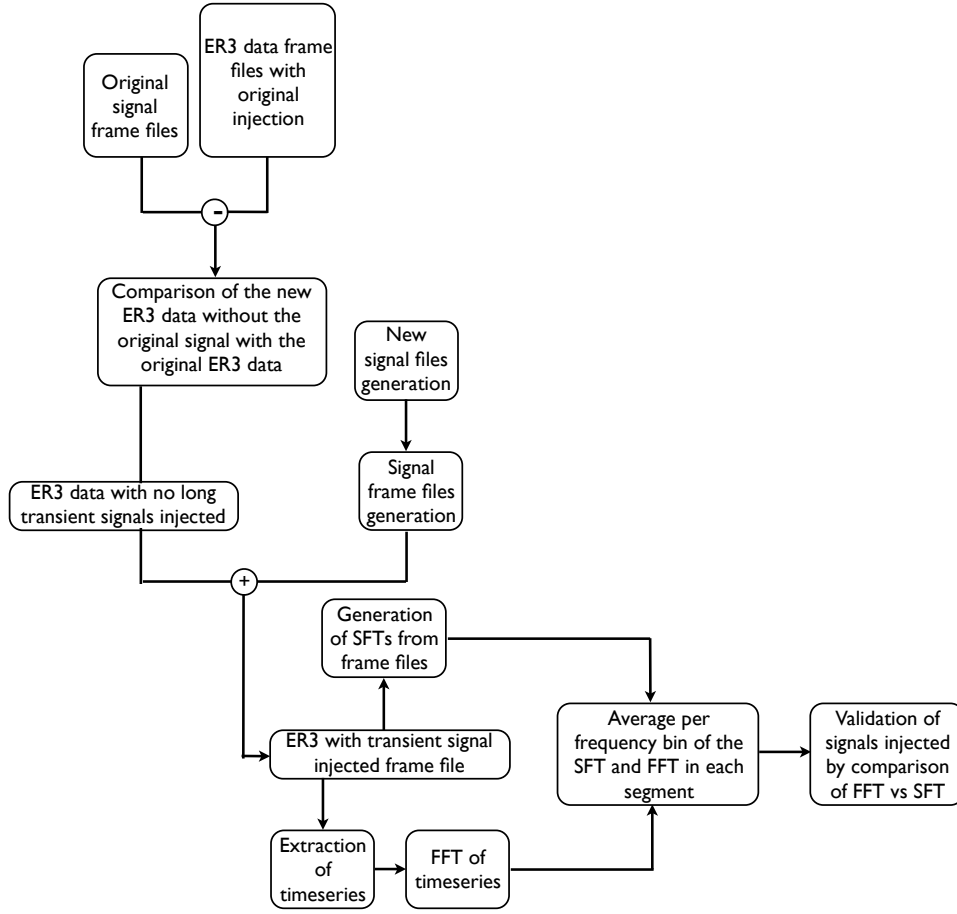 Original
signal
frame files
ER3 data frame
files with
original
injection
-
Comparison of the new
ER3 data without the
original signal with the
original ER3 data
New
signal files
generation
ER3 data with no long
transient signals injected
Signal
frame files
generation
+
Generation
of SFTs from
frame files
ER3 with transient signal
injected frame file
Average per
frequency bin of the
SFT and FFT in each
segment
Validation of
signals injected
by comparison
of FFT vs SFT
Extraction
of
timeseries
FFT of
timeseries